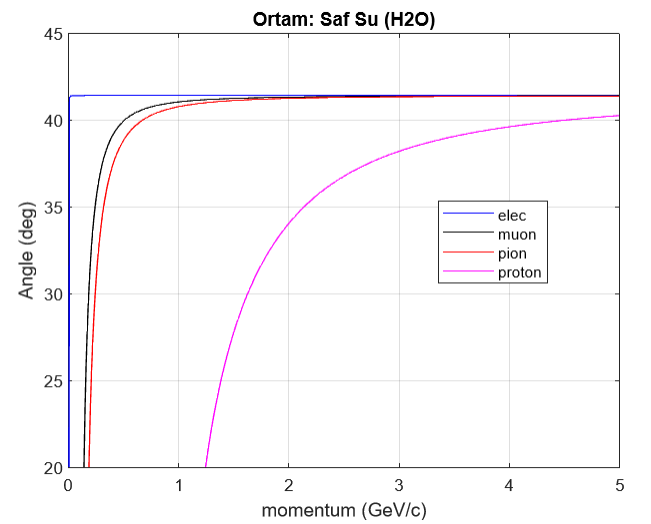 Ortam: Saf Su (H2O)
45
40
35
30
25
20
Angle (deg)
elec
muon
pion
proton
0
1
2
3
4
5
momentum (GeV/c)